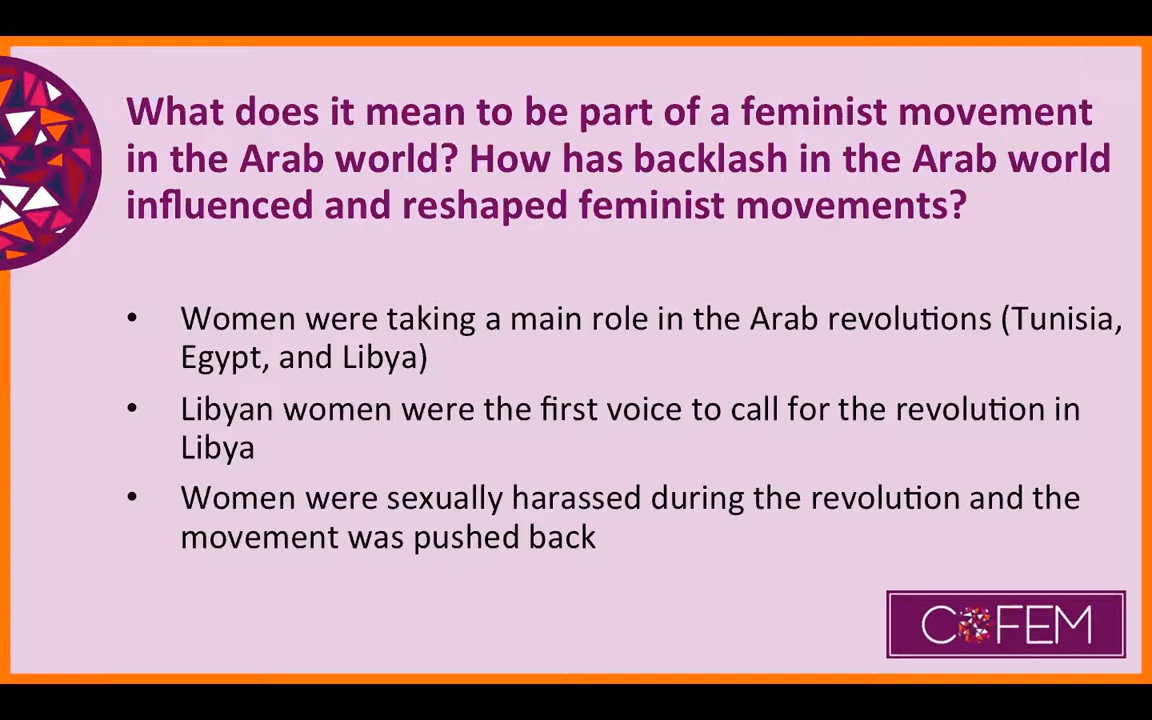 What does it mean to be part of a feminist movement
in the Arab world? How has backlash in the Arab world
influenced and reshaped feminist movements?
• Women were taking a main role in the Arab revolutions (Tunisia,
Egypt, and Libya)
• Libyan women were the first voice to call for the revolution in
Libya
• Women were sexually harassed during the revolution and the
movement was pushed back
COFEM